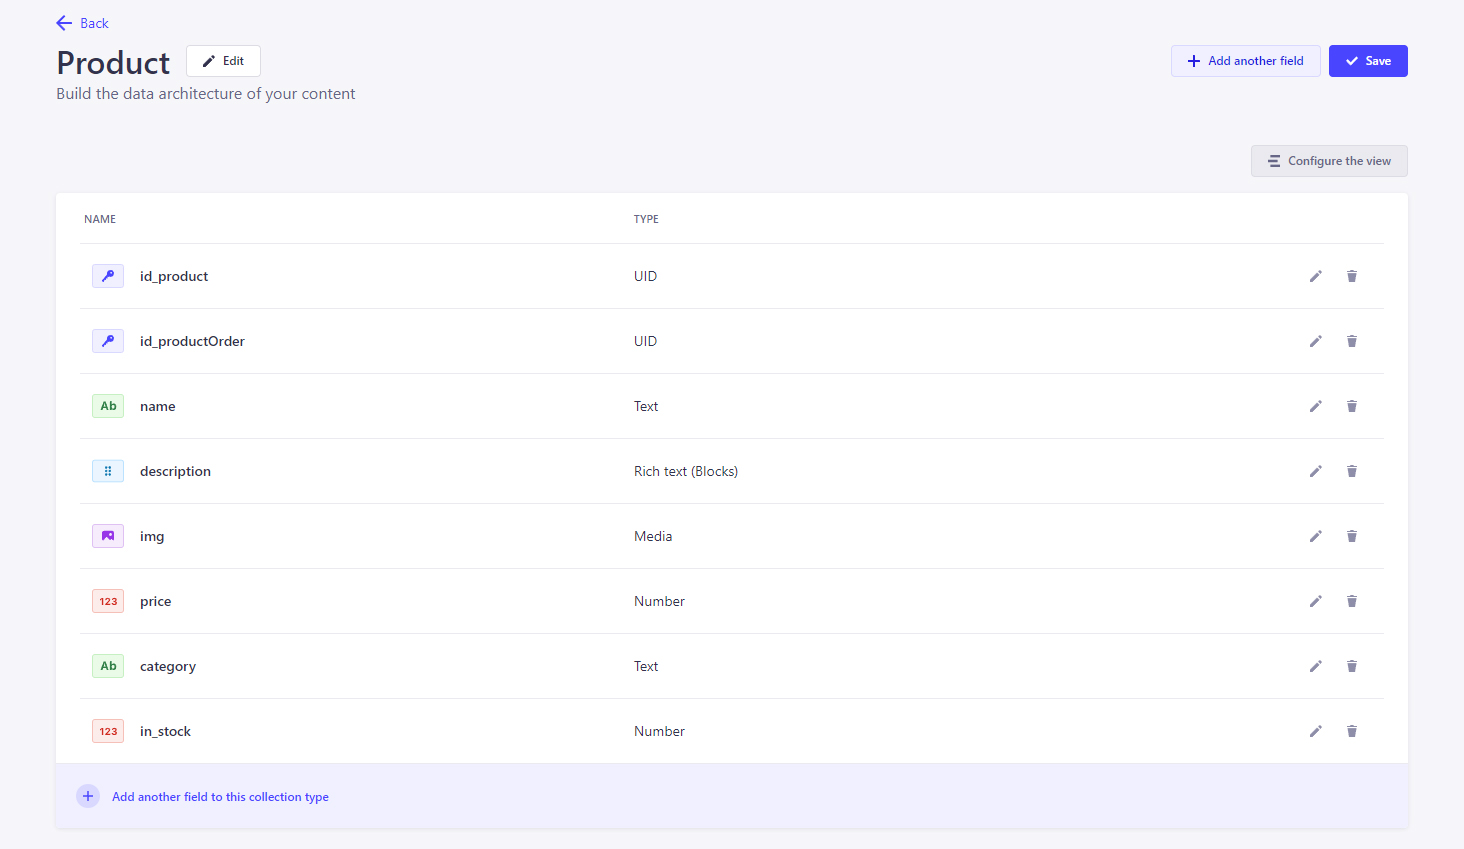 Back
Product
Edit
Add another field
Save
Build the data architecture of your content
Configure the view
NAME TYPE
id_product UID
id_productOrder UID
Ab name Text
description Rich text (Blocks)
img Media
123 price Number
Ab category Text
123 in_stock Number
Add another field to this collection type